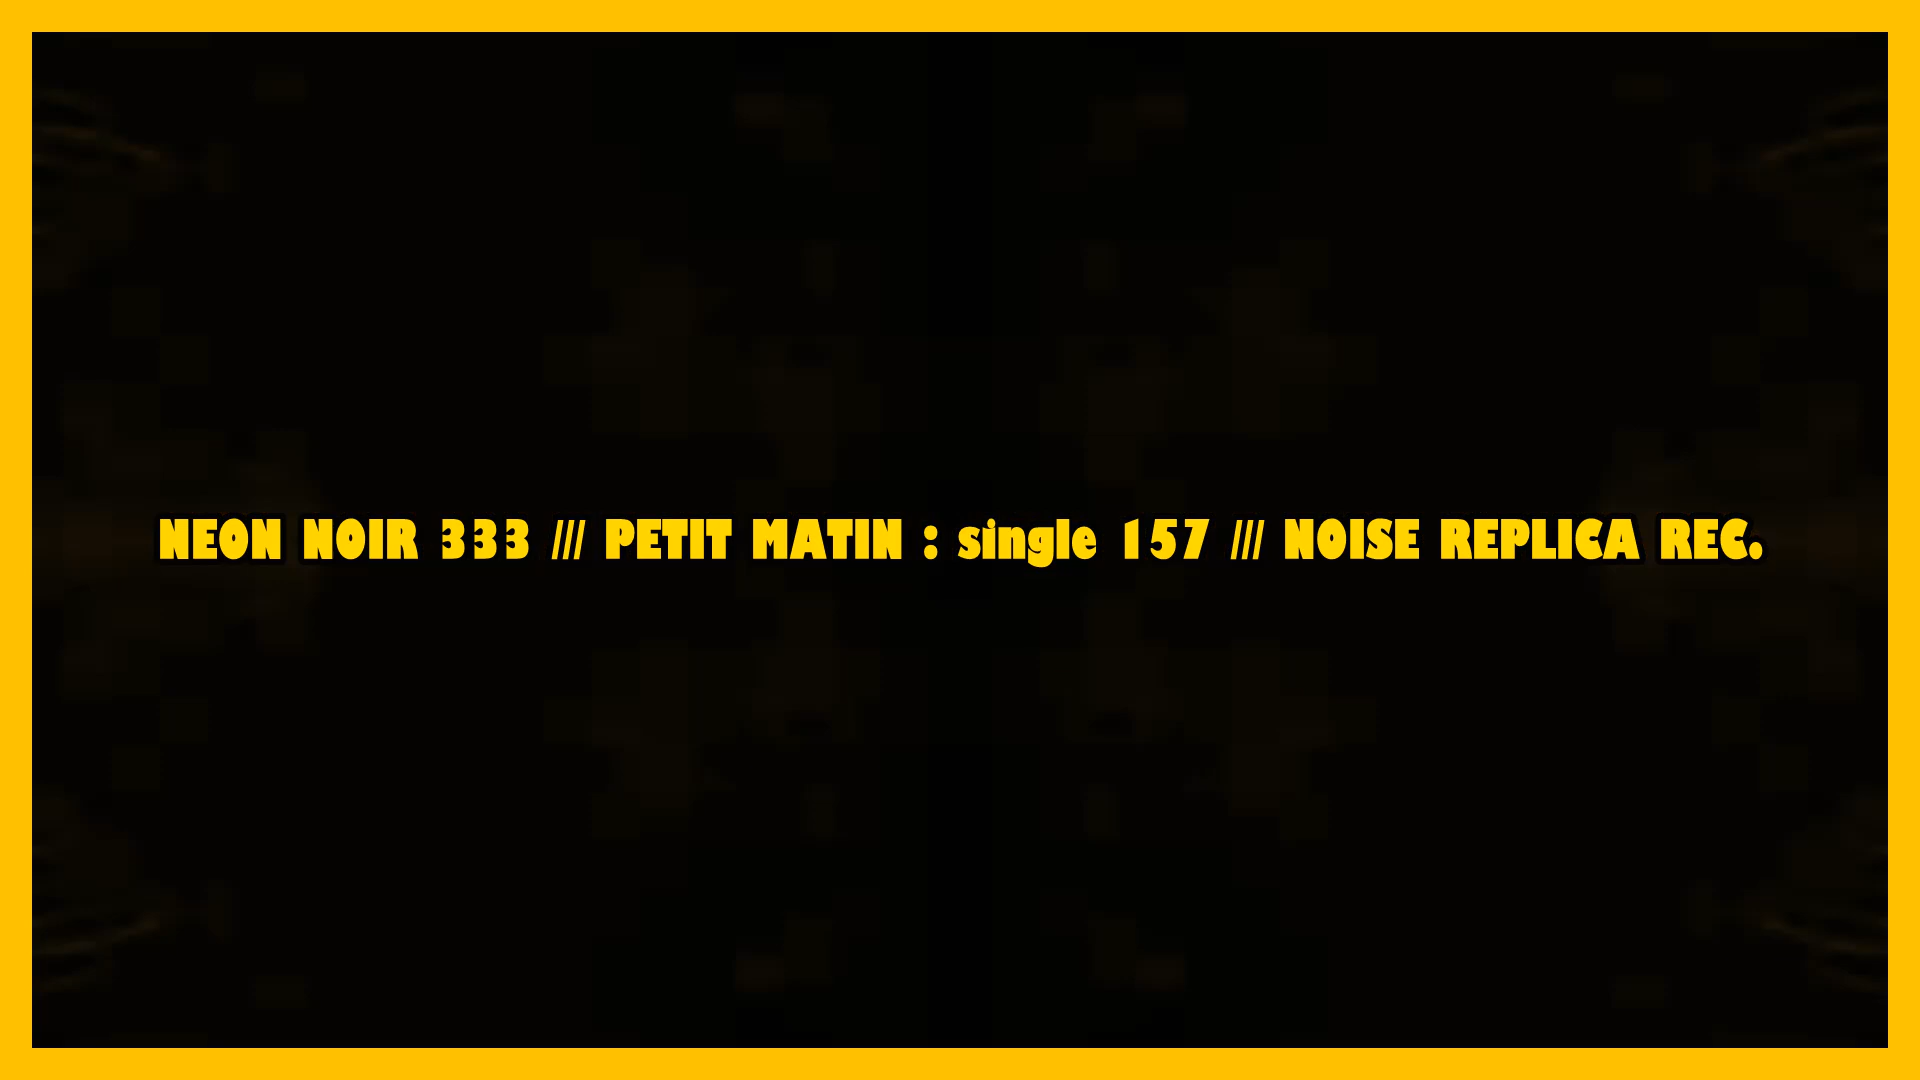 NEON NOIR 333 /// PETIT MATIN : single 157 /// NOISE REPLICA REC.